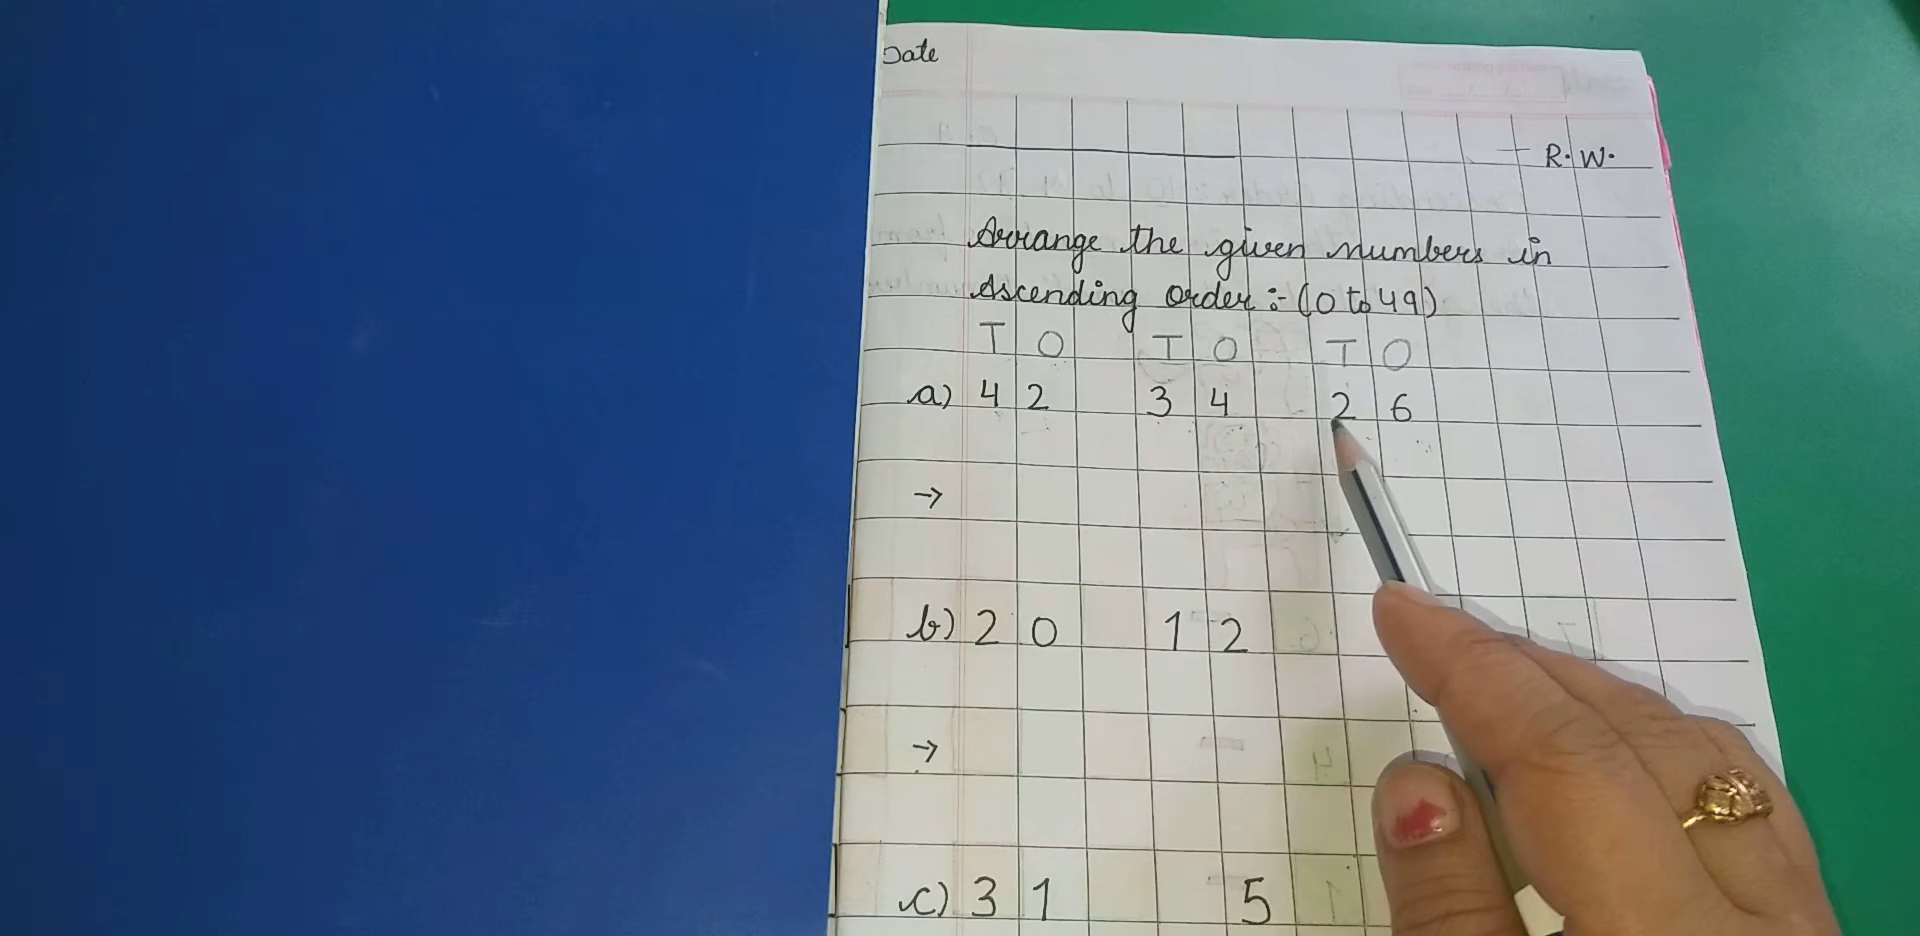 Date
R.W.
Arrange the given numbers in
Ascending Order :- (0 to 49)
T O T O T O
a) 4 2 3 4 2 6
→
b) 2 0 1 2
→
c) 3 1 5